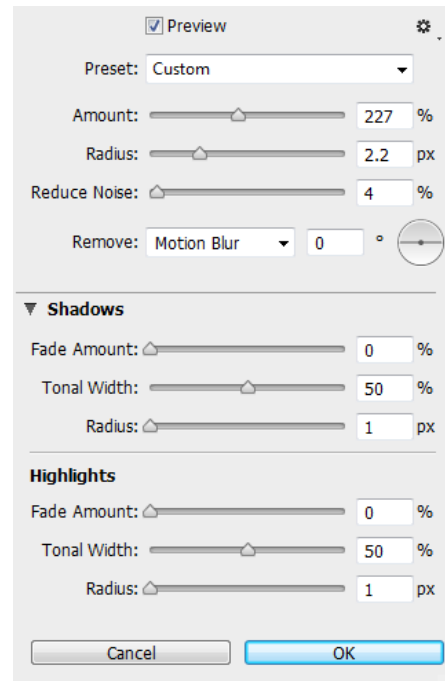 Preview
Preset: Custom
Amount: 227 %
Radius: 2.2 px
Reduce Noise: 4 %
Remove: Motion Blur 0 °
Shadows
Fade Amount: 0 %
Tonal Width: 50 %
Radius: 1 px
Highlights
Fade Amount: 0 %
Tonal Width: 50 %
Radius: 1 px
Cancel OK